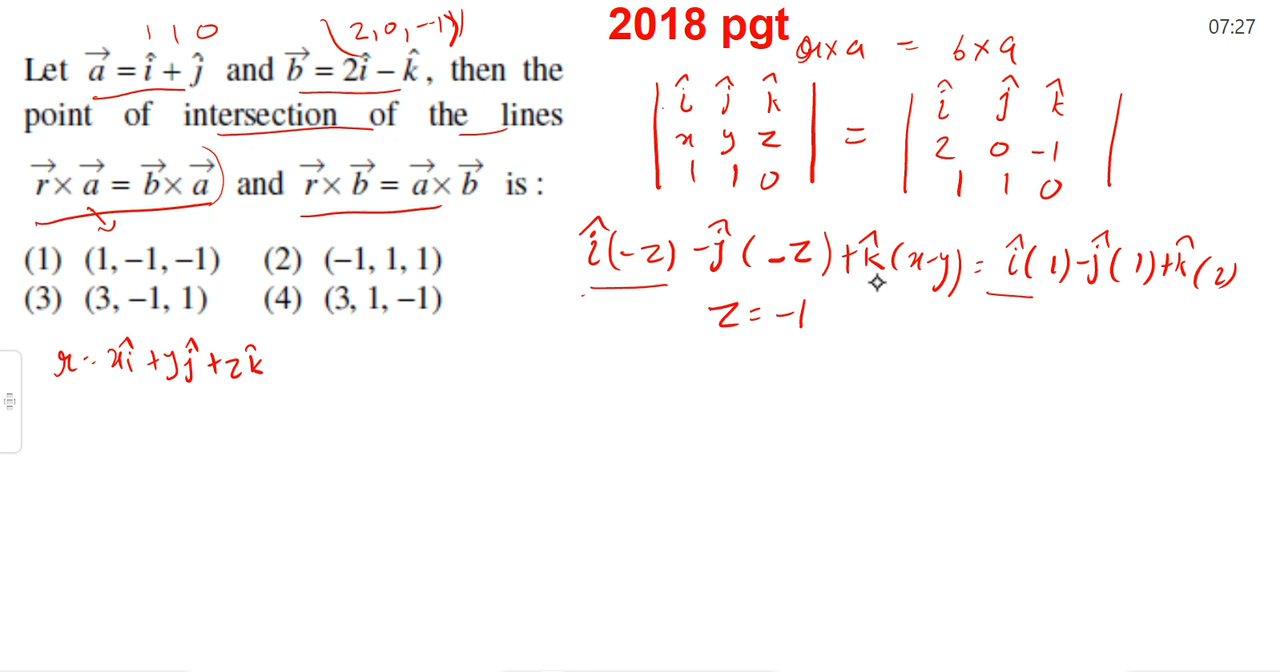 2018 pgt
07:27
1 1 0
(2,0,-1)
Let a⃗ = î + ĵ and b⃗ = 2î − k̂, then the
point of intersection of the lines
r⃗× a⃗ = b⃗× a⃗ and r⃗× b⃗ = a⃗× b⃗ is :
(1) (1, −1, −1) (2) (−1, 1, 1)
(3) (3, −1, 1) (4) (3, 1, −1)
r = xî + yĵ + zk̂
r×a = b×a
| î ĵ k̂ | = | î ĵ k̂ |
| x y z | | 2 0 -1 |
| 1 1 0 | | 1 1 0 |
î(-z) - ĵ(-z) + k̂(x-y) = î(1) - ĵ(1) + k̂(2)
z = -1